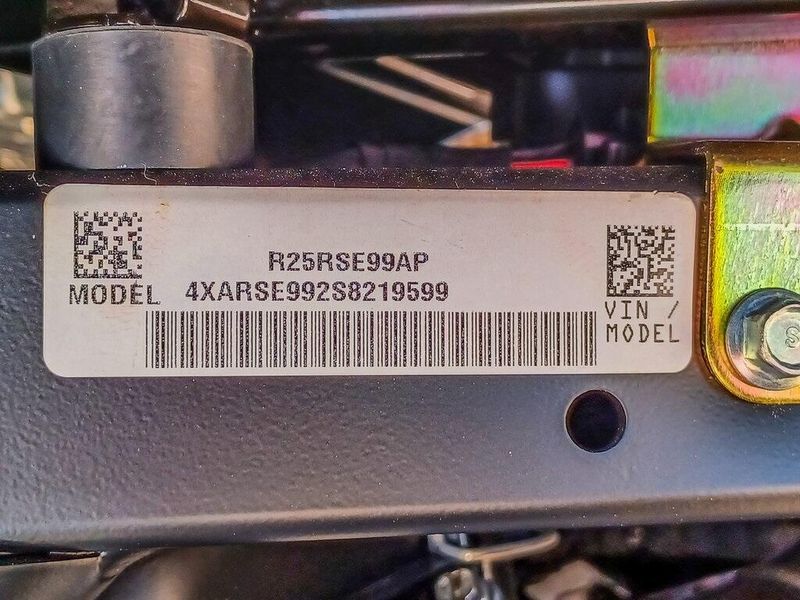 R25RSE99AP
MODEL
4XARSE992S8219599
VIN /
MODEL
S